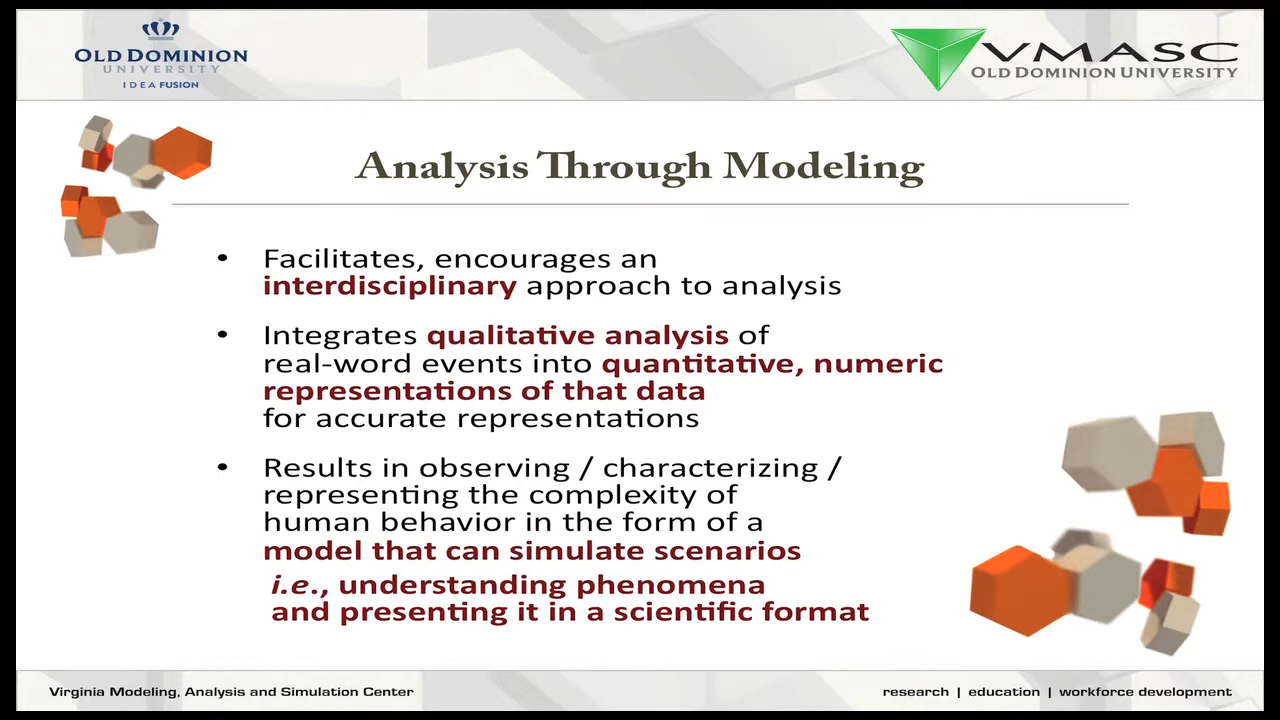 OLD DOMINION
UNIVERSITY
IDEA FUSION
VMASC
OLD DOMINION UNIVERSITY
Analysis Through Modeling
• Facilitates, encourages an
interdisciplinary approach to analysis
• Integrates qualitative analysis of
real-word events into quantitative, numeric
representations of that data
for accurate representations
• Results in observing / characterizing /
representing the complexity of
human behavior in the form of a
model that can simulate scenarios
i.e., understanding phenomena
and presenting it in a scientific format
Virginia Modeling, Analysis and Simulation Center
research | education | workforce development